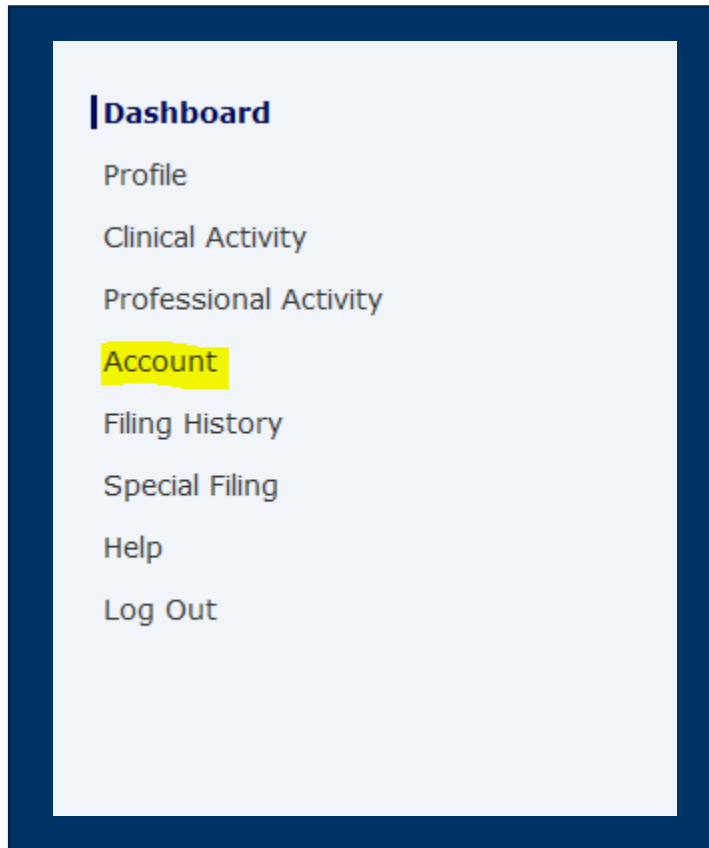 Dashboard
Profile
Clinical Activity
Professional Activity
Account
Filing History
Special Filing
Help
Log Out